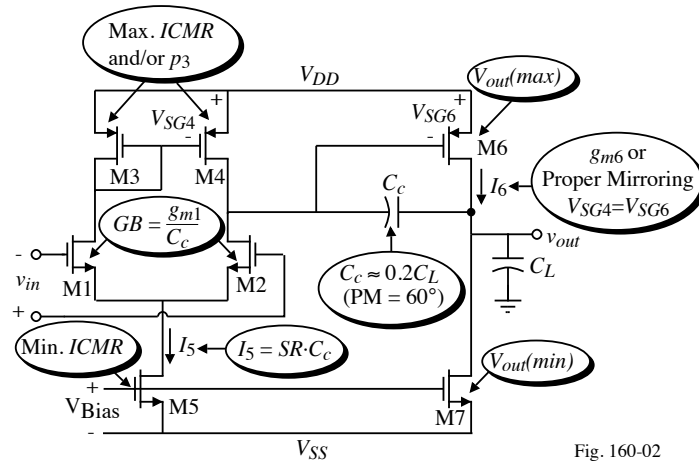 Max. ICMR
and/or p3
VDD
Vout(max)
+
VSG4
-
+
VSG6
-
M6
M3
M4
Cc
I6
gm6 or
Proper Mirroring
VSG4=VSG6
GB = gm1
Cc
-
vin
+
M1
M2
Cc ≈ 0.2CL
(PM = 60°)
vout
CL
Min. ICMR
I5
I5 = SR·Cc
Vout(min)
+
VBias
-
M5
M7
VSS
Fig. 160-02